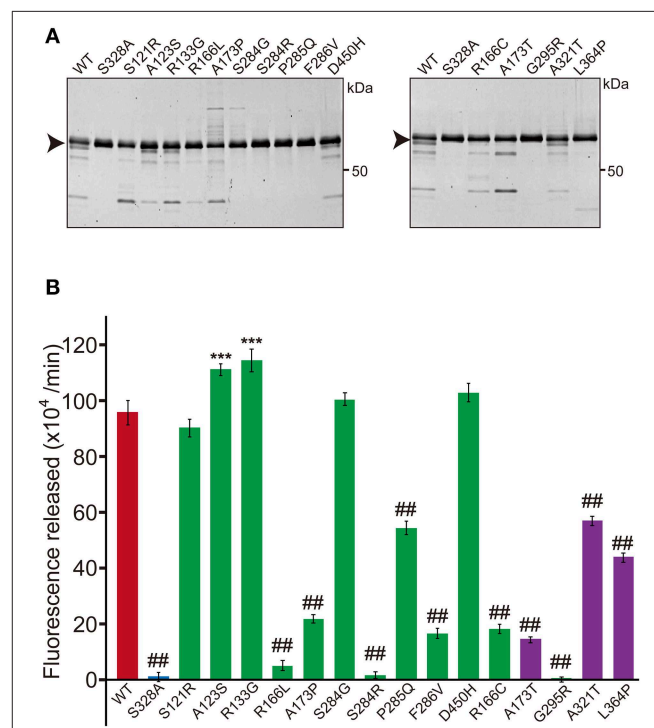 A
WT S328A S121R A123S R133G R166L A173P S284G S284R P285Q F286V D450H
kDa
50
WT S328A R166C A173T G295R A321T L364P
kDa
50
B
Fluorescence released (x10⁴ /min)
120
100
80
60
40
20
0
## *** *** ## ## ## ## ## ## ## ## ## ##
WT S328A S121R A123S R133G R166L A173P S284G S284R P285Q F286V D450H R166C A173T G295R A321T L364P